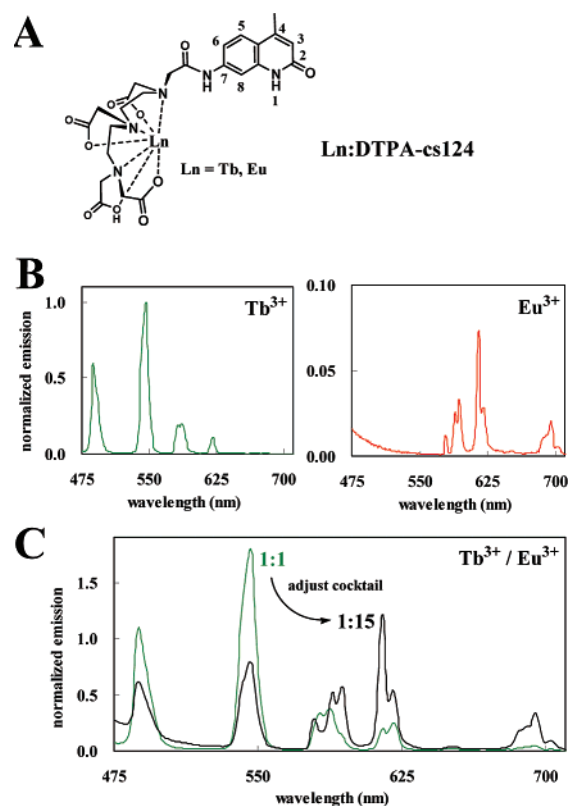 A
O
N
H
5
6
7
8
4
3
2
O
N
H
1
N
O
O
N
O
O
Ln
N
O
O
O
O
H
Ln = Tb, Eu
Ln:DTPA-cs124
B
normalized emission
1.0
0.5
0.0
Tb3+
475 550 625 700
wavelength (nm)
0.10
0.05
0.00
Eu3+
475 550 625 700
wavelength (nm)
C
normalized emission
1.5
1.0
0.5
0.0
1:1
adjust cocktail
1:15
Tb3+ / Eu3+
475 550 625 700
wavelength (nm)